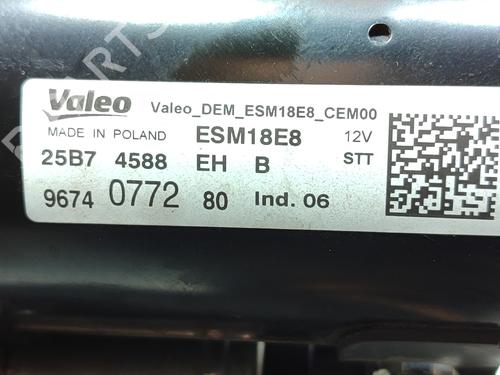 Valeo Valeo_DEM_ESM18E8_CEM00
MADE IN POLAND ESM18E8 12V
25B7 4588 EH B STT
9674 0772 80 Ind. 06